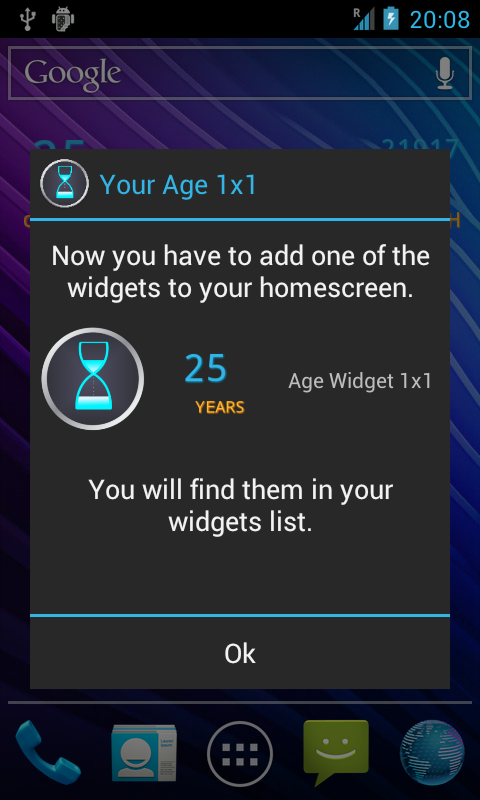 R
20:08
Google
21917
Your Age 1x1
Now you have to add one of the
widgets to your homescreen.
25
YEARS
Age Widget 1x1
You will find them in your
widgets list.
Ok